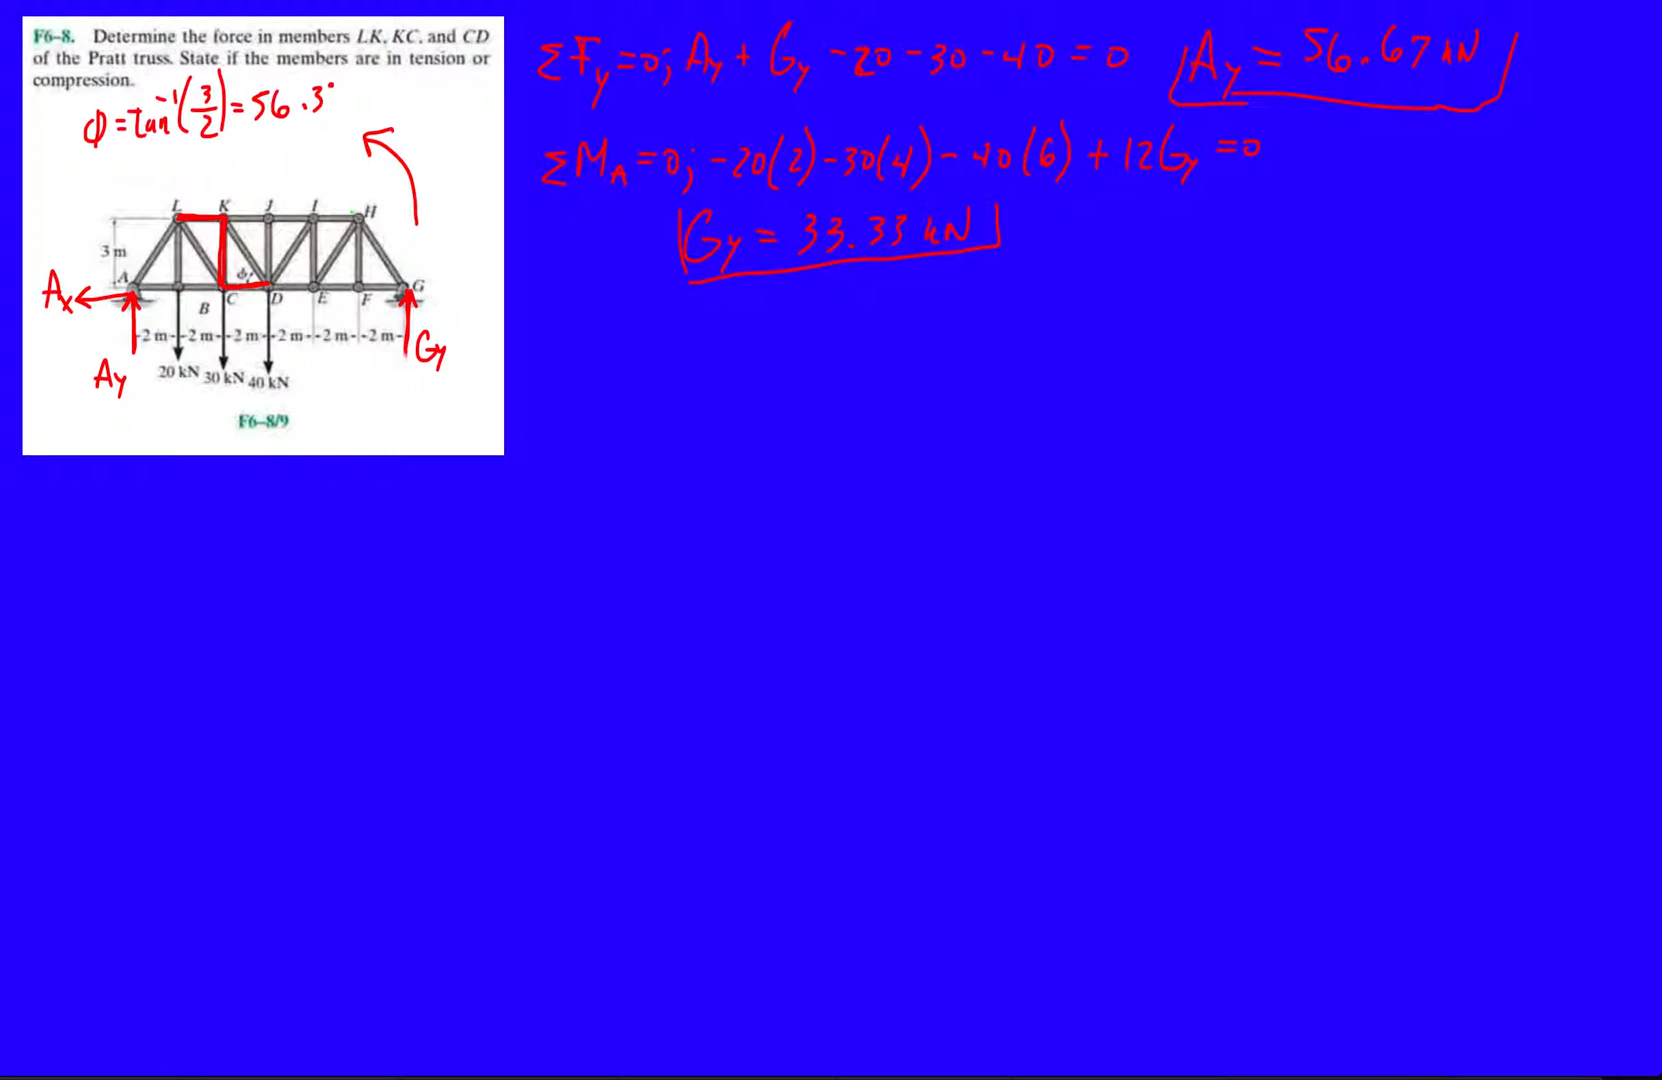 F6–8. Determine the force in members LK, KC, and CD
of the Pratt truss. State if the members are in tension or
compression.
ϕ = tan⁻¹(3/2) = 56.3°
L K J I H
3 m
A
ϕ
G
Ax
B C D E F
2 m 2 m 2 m 2 m 2 m 2 m
Ay
Gy
20 kN 30 kN 40 kN
F6–8/9
ΣFy=0; Ay + Gy -20 -30 -40 = 0 Ay = 56.67 kN
ΣMA=0; -20(2) -30(4) - 40(6) + 12Gy =0
Gy = 33.33 kN